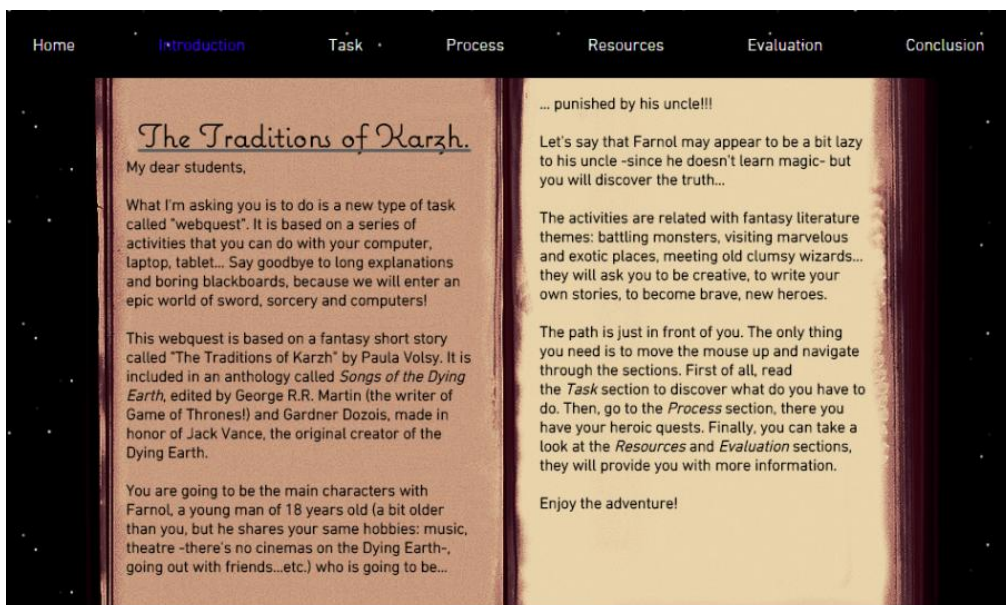 Home Introduction Task Process Resources Evaluation Conclusion
The Traditions of Karzh.
My dear students,
What I'm asking you is to do is a new type of task
called "webquest". It is based on a series of
activities that you can do with your computer,
laptop, tablet... Say goodbye to long explanations
and boring blackboards, because we will enter an
epic world of sword, sorcery and computers!
This webquest is based on a fantasy short story
called "The Traditions of Karzh" by Paula Volsy. It is
included in an anthology called Songs of the Dying
Earth, edited by George R.R. Martin (the writer of
Game of Thrones!) and Gardner Dozois, made in
honor of Jack Vance, the original creator of the
Dying Earth.
You are going to be the main characters with
Farnol, a young man of 18 years old (a bit older
than you, but he shares your same hobbies: music,
theatre -there's no cinemas on the Dying Earth-,
going out with friends...etc.) who is going to be...
... punished by his uncle!!!
Let's say that Farnol may appear to be a bit lazy
to his uncle -since he doesn't learn magic- but
you will discover the truth...
The activities are related with fantasy literature
themes: battling monsters, visiting marvelous
and exotic places, meeting old clumsy wizards...
they will ask you to be creative, to write your
own stories, to become brave, new heroes.
The path is just in front of you. The only thing
you need is to move the mouse up and navigate
through the sections. First of all, read
the Task section to discover what do you have to
do. Then, go to the Process section, there you
have your heroic quests. Finally, you can take a
look at the Resources and Evaluation sections,
they will provide you with more information.
Enjoy the adventure!